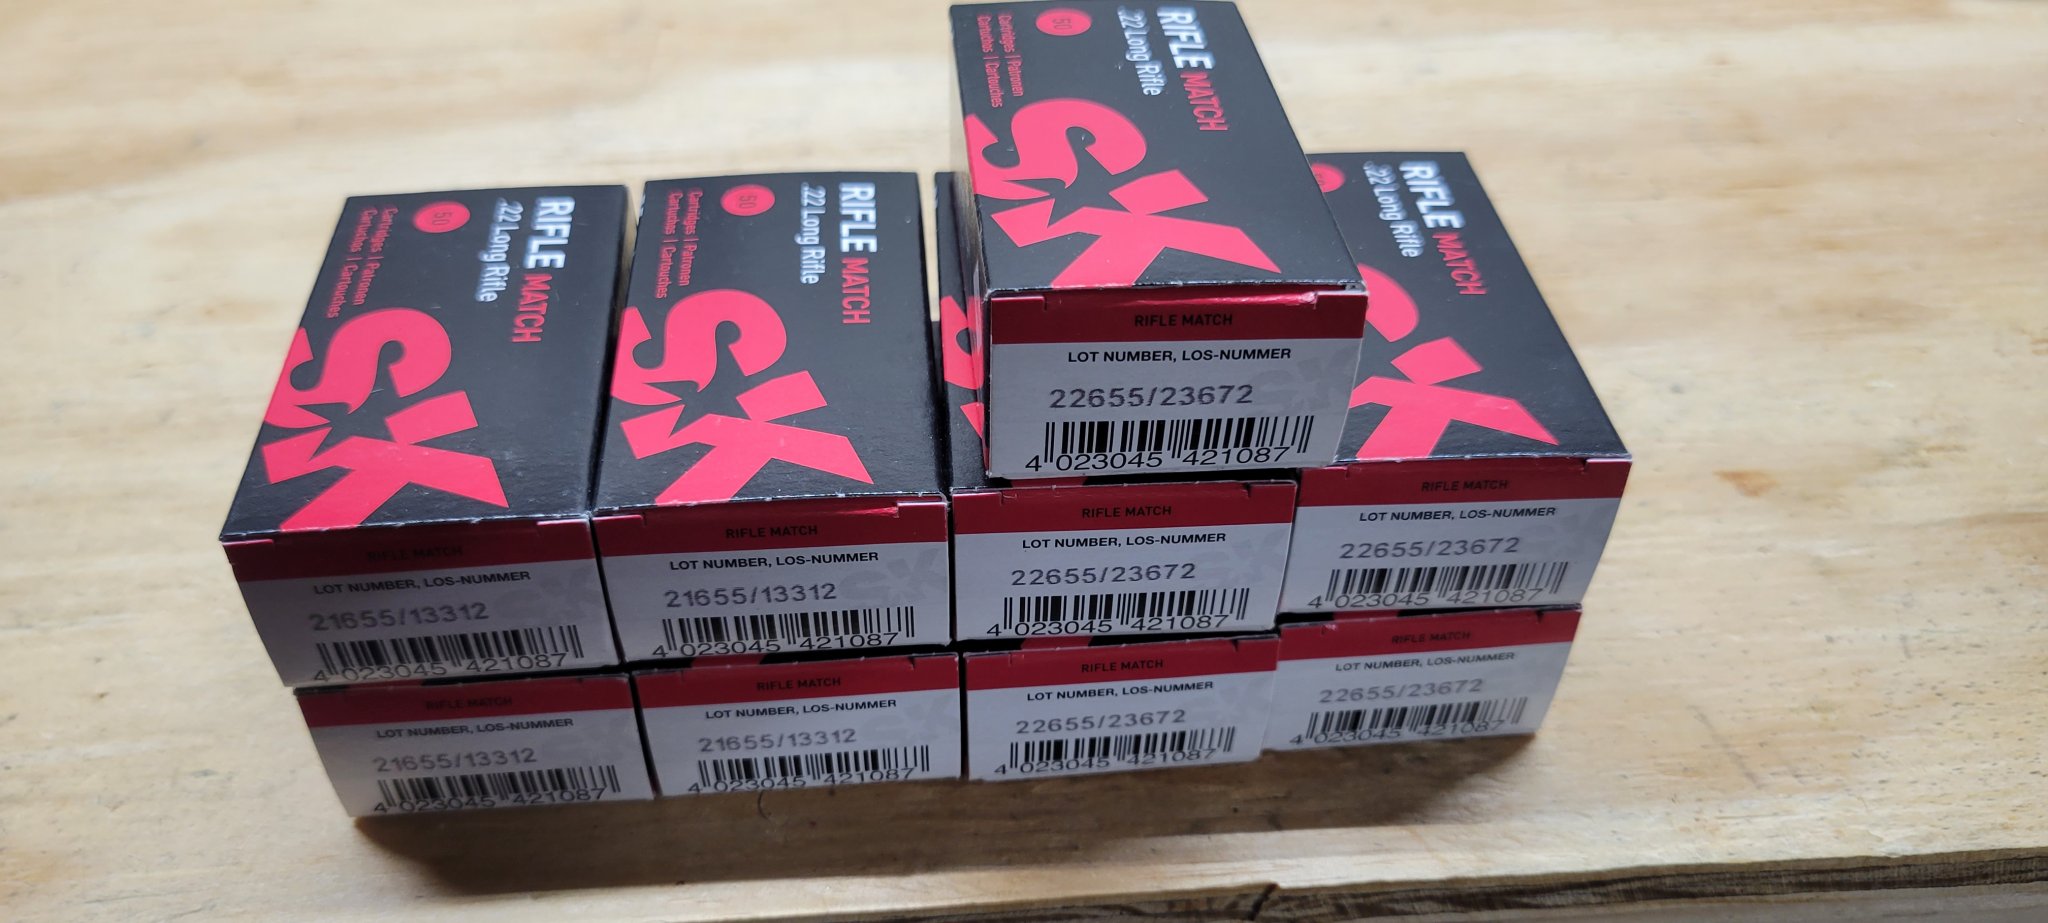 RIFLE MATCH
.22 Long Rifle
50
Cartridges | Patronen
Cartuchos | Cartouches
SK
RIFLE MATCH
LOT NUMBER, LOS-NUMMER
22655/23672
4 023045 421087
RIFLE MATCH
.22 Long Rifle
50
Cartridges | Patronen
Cartuchos | Cartouches
SK
RIFLE MATCH
LOT NUMBER, LOS-NUMMER
21655/13312
4 023045 421087
RIFLE MATCH
.22 Long Rifle
50
Cartridges | Patronen
Cartuches | Cartouches
SK
RIFLE MATCH
LOT NUMBER, LOS-NUMMER
21655/13312
4 023045 421087
RIFLE MATCH
LOT NUMBER, LOS-NUMMER
22655/23672
4 023045 421087
RIFLE MATCH
.22 Long Rifle
50
SK
RIFLE MATCH
LOT NUMBER, LOS-NUMMER
22655/23672
4 023045 421087
RIFLE MATCH
LOT NUMBER, LOS-NUMMER
21655/13312
4 023045 421087
RIFLE MATCH
LOT NUMBER, LOS-NUMMER
21655/13312
4 023045 421087
RIFLE MATCH
LOT NUMBER, LOS-NUMMER
22655/23672
4 023045 421087
RIFLE MATCH
LOT NUMBER, LOS-NUMMER
22655/23672
4 023045 421087